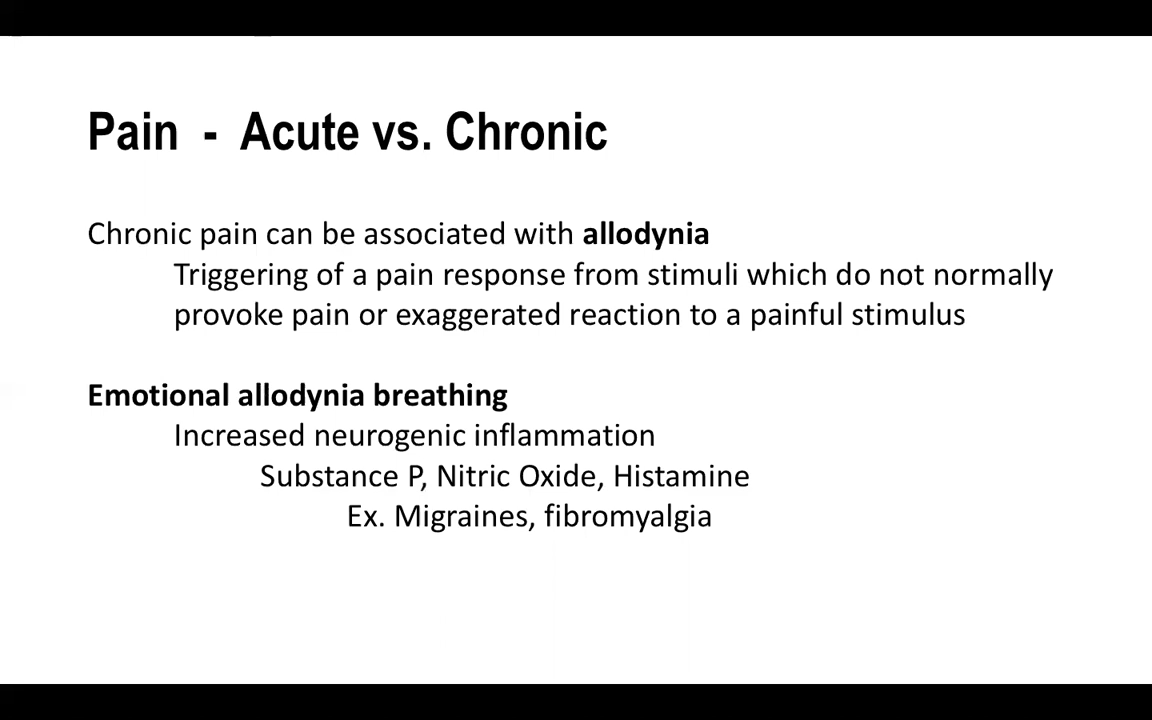 Pain - Acute vs. Chronic
Chronic pain can be associated with allodynia
Triggering of a pain response from stimuli which do not normally
provoke pain or exaggerated reaction to a painful stimulus
Emotional allodynia breathing
Increased neurogenic inflammation
Substance P, Nitric Oxide, Histamine
Ex. Migraines, fibromyalgia